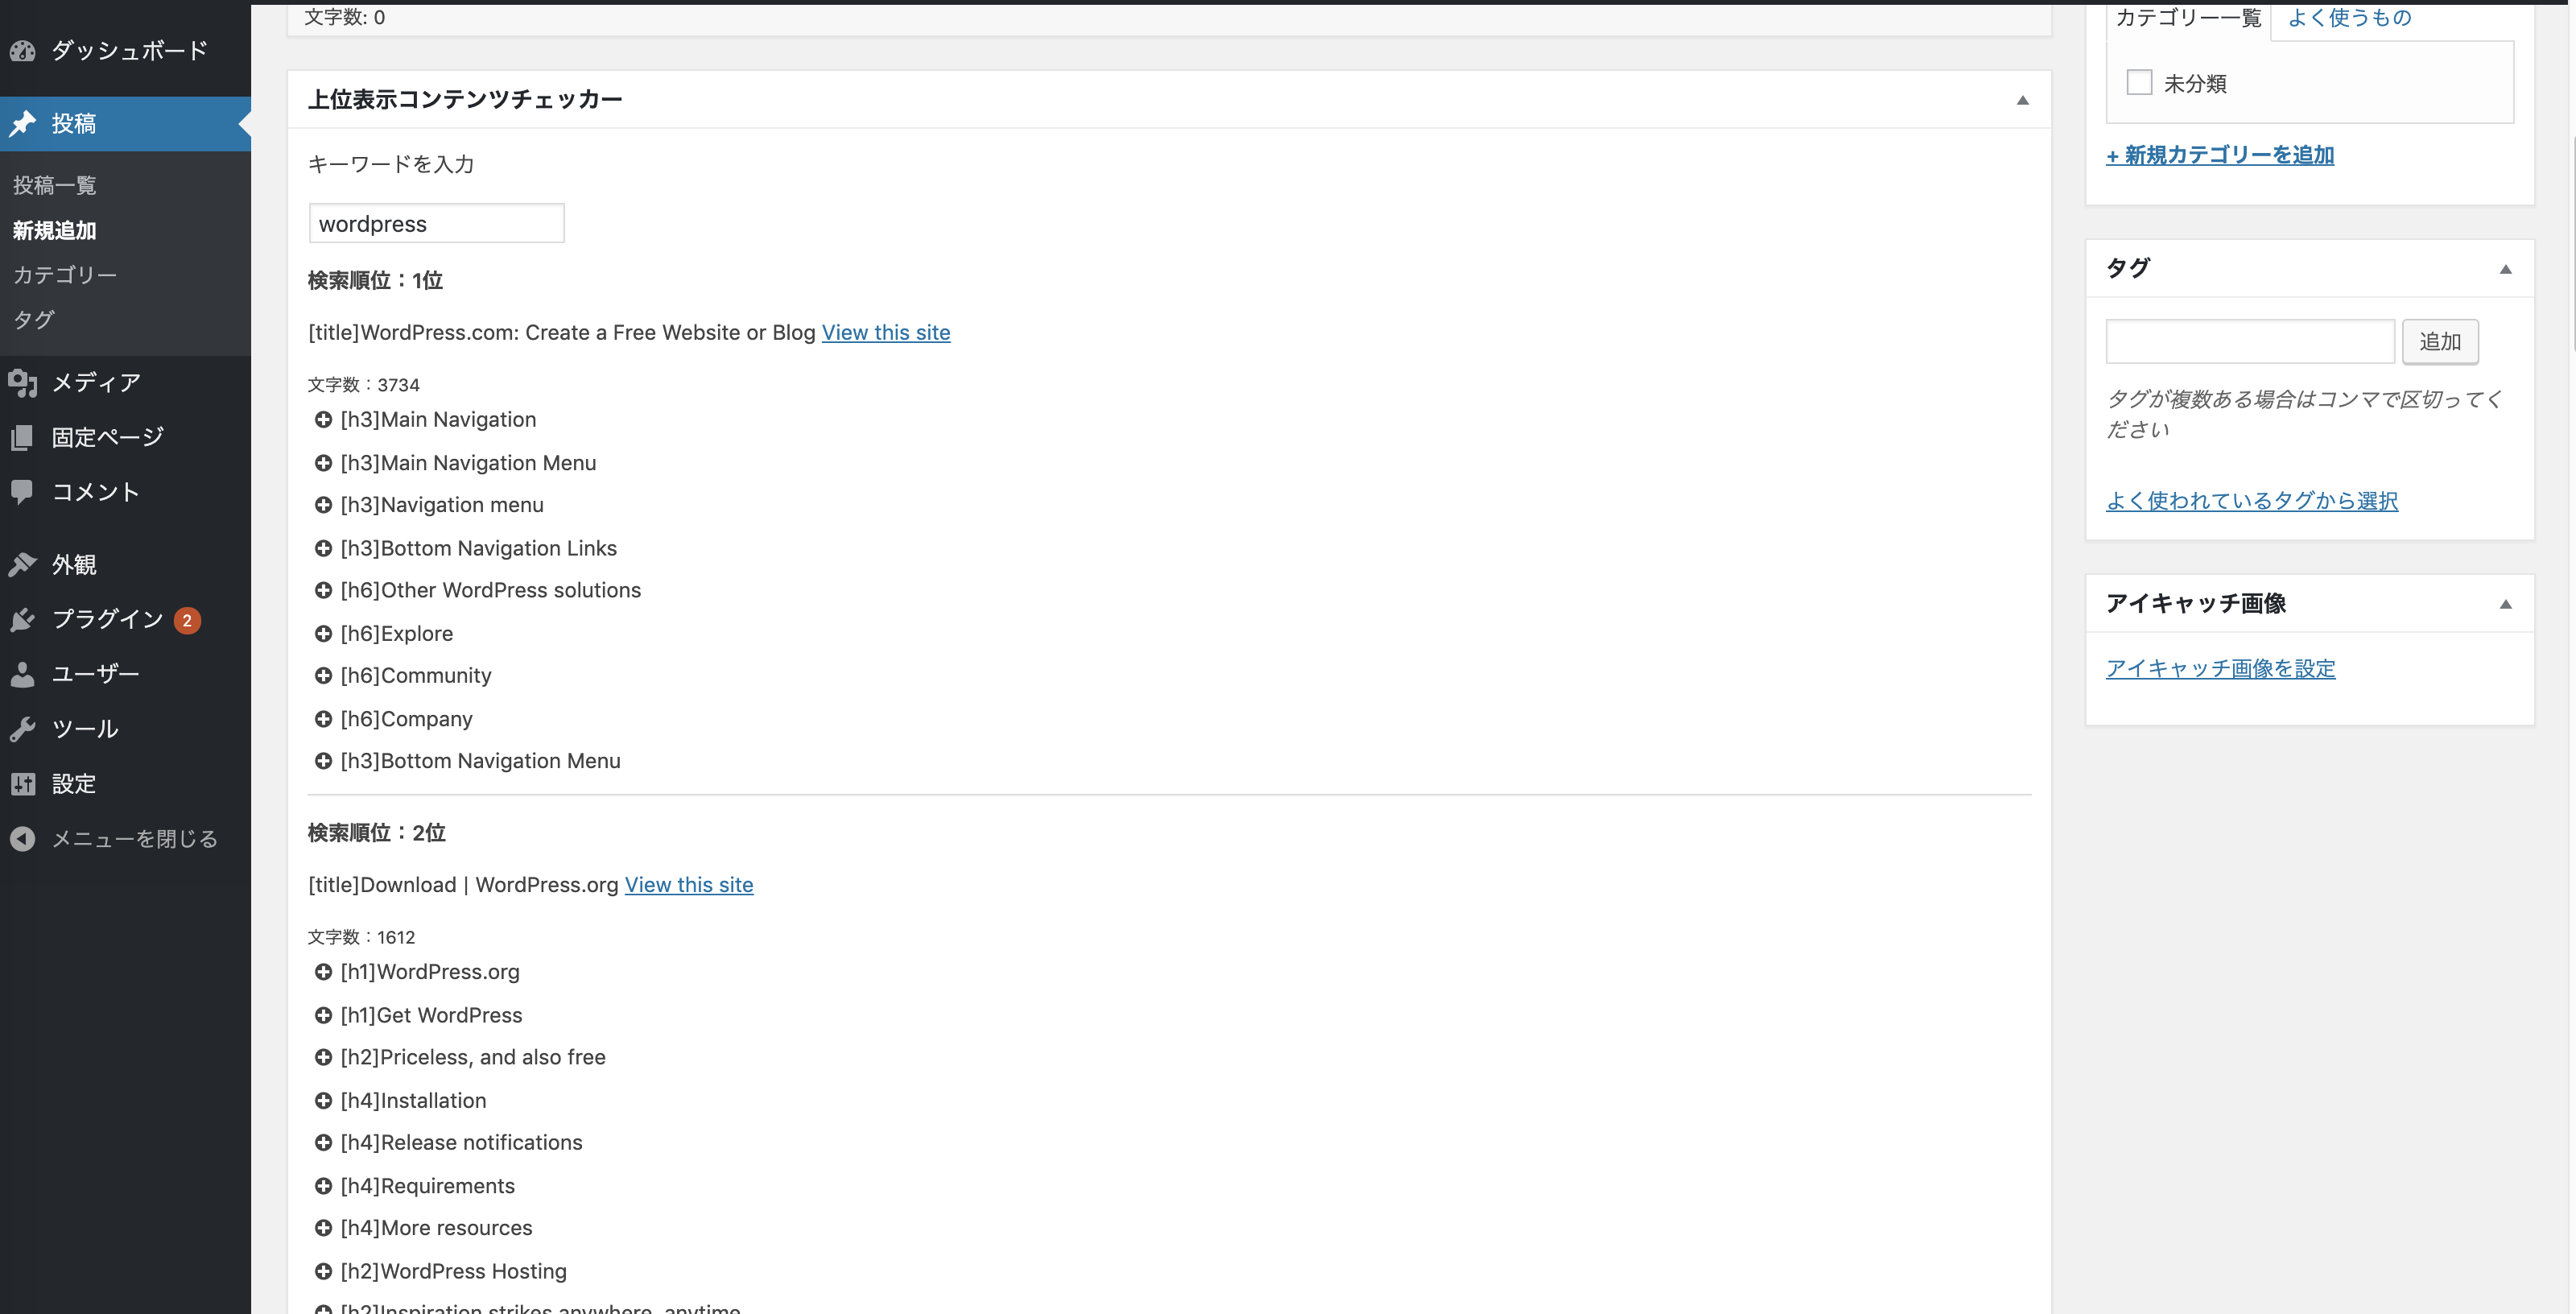 ダッシュボード
投稿
投稿一覧
新規追加
カテゴリー
タグ
メディア
固定ページ
コメント
外観
プラグイン 2
ユーザー
ツール
設定
メニューを閉じる
文字数: 0
上位表示コンテンツチェッカー
キーワードを入力
wordpress
検索順位：1位
[title]WordPress.com: Create a Free Website or Blog View this site
文字数：3734
[h3]Main Navigation
[h3]Main Navigation Menu
[h3]Navigation menu
[h3]Bottom Navigation Links
[h6]Other WordPress solutions
[h6]Explore
[h6]Community
[h6]Company
[h3]Bottom Navigation Menu
検索順位：2位
[title]Download | WordPress.org View this site
文字数：1612
[h1]WordPress.org
[h1]Get WordPress
[h2]Priceless, and also free
[h4]Installation
[h4]Release notifications
[h4]Requirements
[h4]More resources
[h2]WordPress Hosting
[h2]Inspiration strikes anywhere, anytime
カテゴリー一覧 よく使うもの
未分類
+ 新規カテゴリーを追加
タグ
追加
タグが複数ある場合はコンマで区切ってく
ださい
よく使われているタグから選択
アイキャッチ画像
アイキャッチ画像を設定